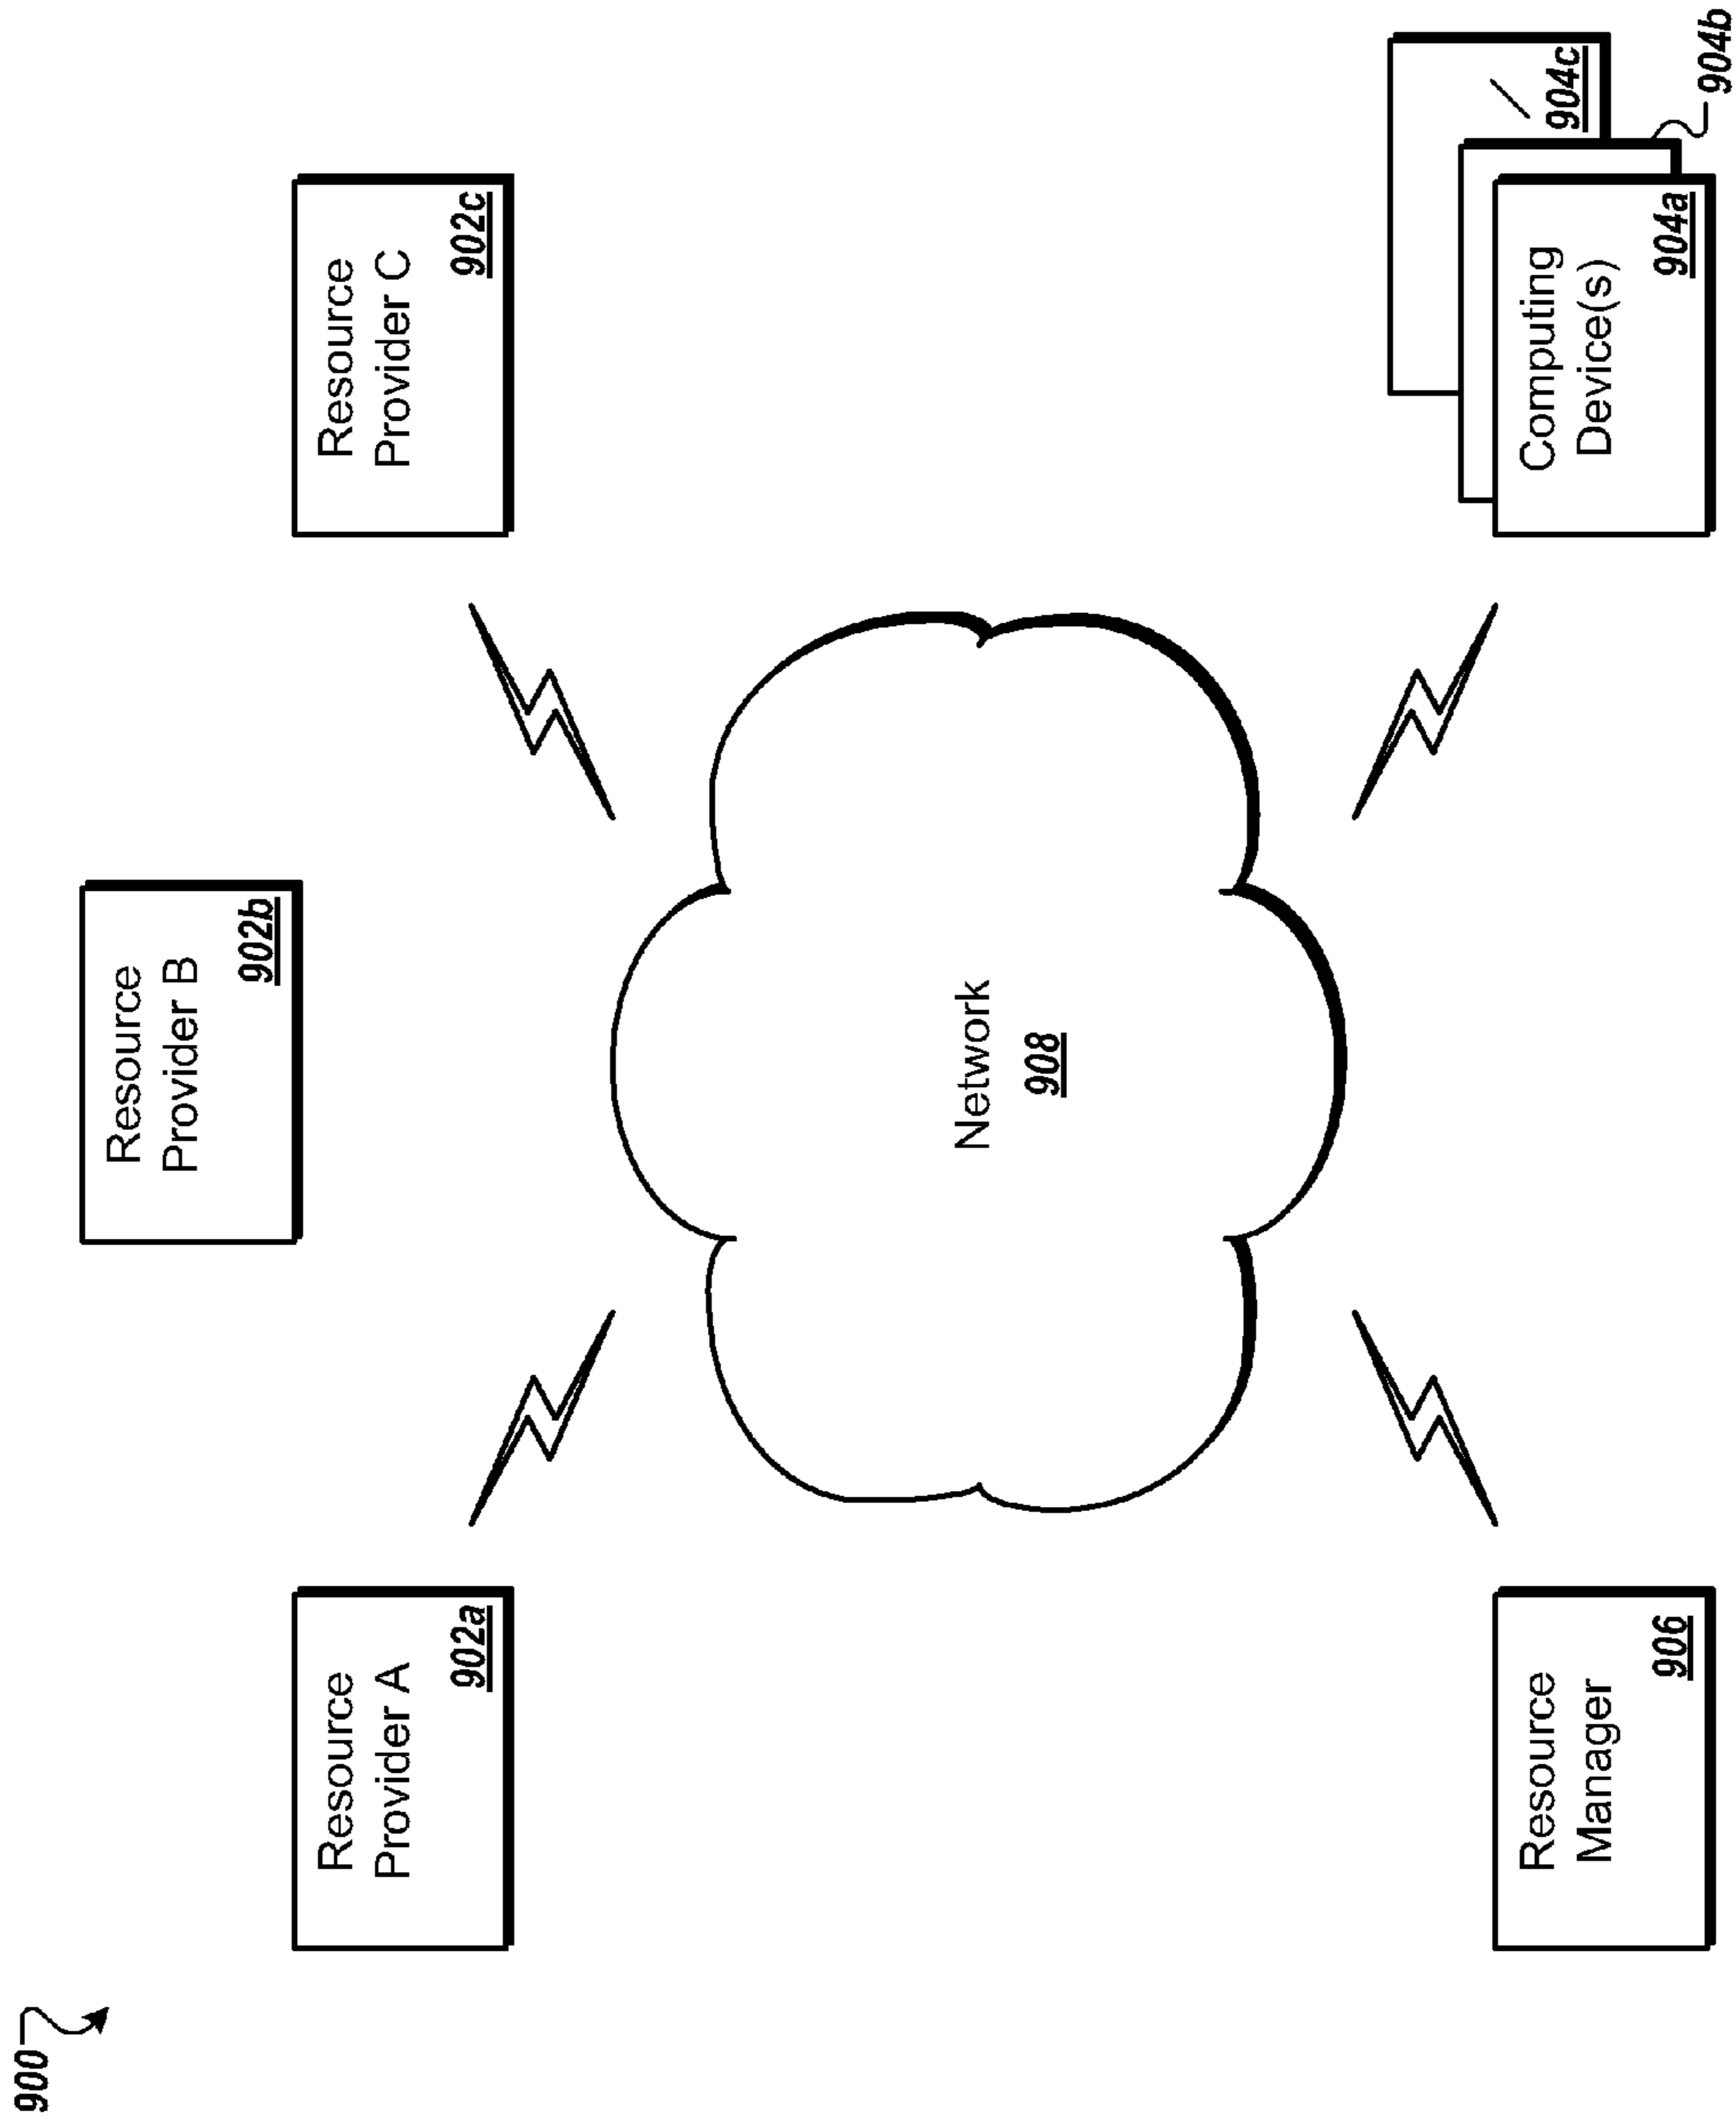 900
Resource
Provider B
902b
Resource
Provider A
902a
Resource
Provider C
902c
Network
908
Resource
Manager
906
904c
Computing
Device(s)
904a
904b